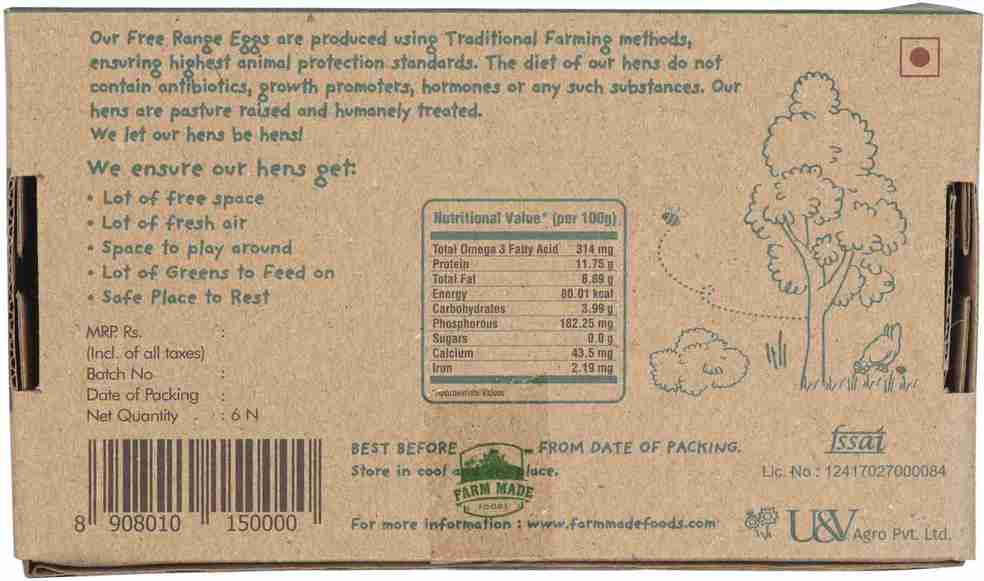 Our Free Range Eggs are produced using Traditional Farming methods,
ensuring highest animal protection standards. The diet of our hens do not
contain antibiotics, growth promoters, hormones or any such substances. Our
hens are pasture raised and humanely treated.
We let our hens be hens!
We ensure our hens get:
• Lot of free space
• Lot of fresh air
• Space to play around
• Lot of Greens to Feed on
• Safe Place to Rest
MRP Rs. :
(Incl. of all taxes)
Batch No :
Date of Packing :
Net Quantity : 6 N
8 908010 150000
Nutritional Value* (per 100g)
Total Omega 3 Fatty Acid 314 mg
Protein 11.75 g
Total Fat 8.89 g
Energy 80.01 kcal
Carbohydrates 3.99 g
Phosphorous 182.25 mg
Sugars 0.0 g
Calcium 43.5 mg
Iron 2.19 mg
*Approximate Values
BEST BEFORE FROM DATE OF PACKING.
Store in cool
FARM MADE
FOODS
For more information : www.farmmadefoods.com
fssai
Lic. No : 12417027000084
U&V Agro Pvt. Ltd.